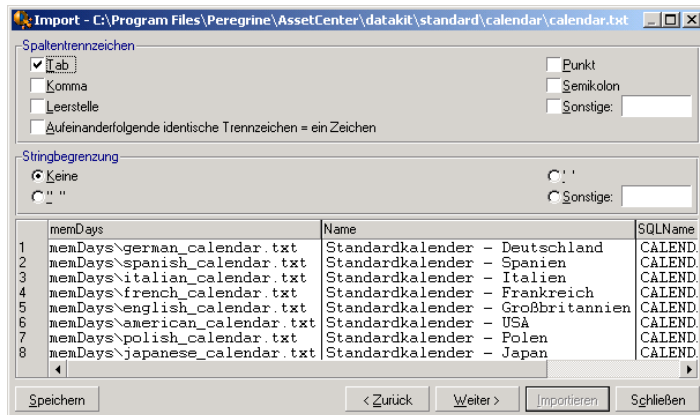 Import - C:\Program Files\Peregrine\AssetCenter\datakit\standard\calendar\calendar.txt
Spaltentrennzeichen
Tab Punkt
Komma Semikolon
Leerstelle Sonstige:
Aufeinanderfolgende identische Trennzeichen = ein Zeichen
Stringbegrenzung
Keine ' '
" " Sonstige:
memDays Name SQLName
1 memDays\german_calendar.txt Standardkalender - Deutschland CALEND.
2 memDays\spanish_calendar.txt Standardkalender - Spanien CALEND.
3 memDays\italian_calendar.txt Standardkalender - Italien CALEND.
4 memDays\french_calendar.txt Standardkalender - Frankreich CALEND.
5 memDays\english_calendar.txt Standardkalender - Großbritannien CALEND.
6 memDays\american_calendar.txt Standardkalender - USA CALEND.
7 memDays\polish_calendar.txt Standardkalender - Polen CALEND.
8 memDays\japanese_calendar.txt Standardkalender - Japan CALEND.
Speichern < Zurück Weiter > Importieren Schließen